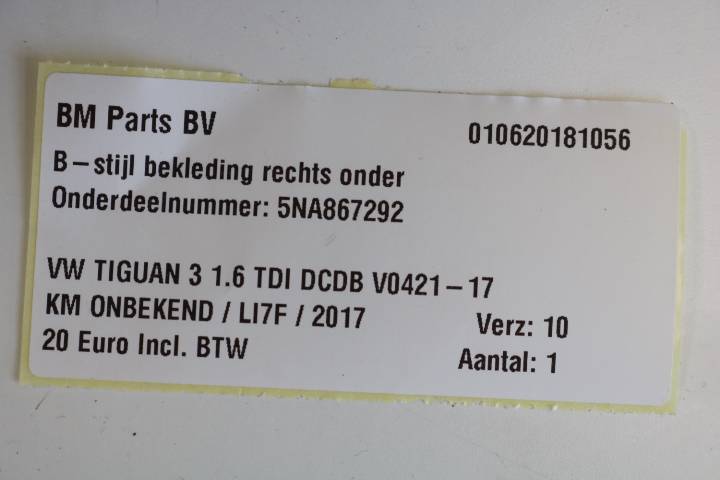 BM Parts BV 010620181056
B-stijl bekleding rechts onder
Onderdeelnummer: 5NA867292
VW TIGUAN 3 1.6 TDI DCDB V0421-17
KM ONBEKEND / LI7F / 2017 Verz: 10
20 Euro Incl. BTW Aantal: 1